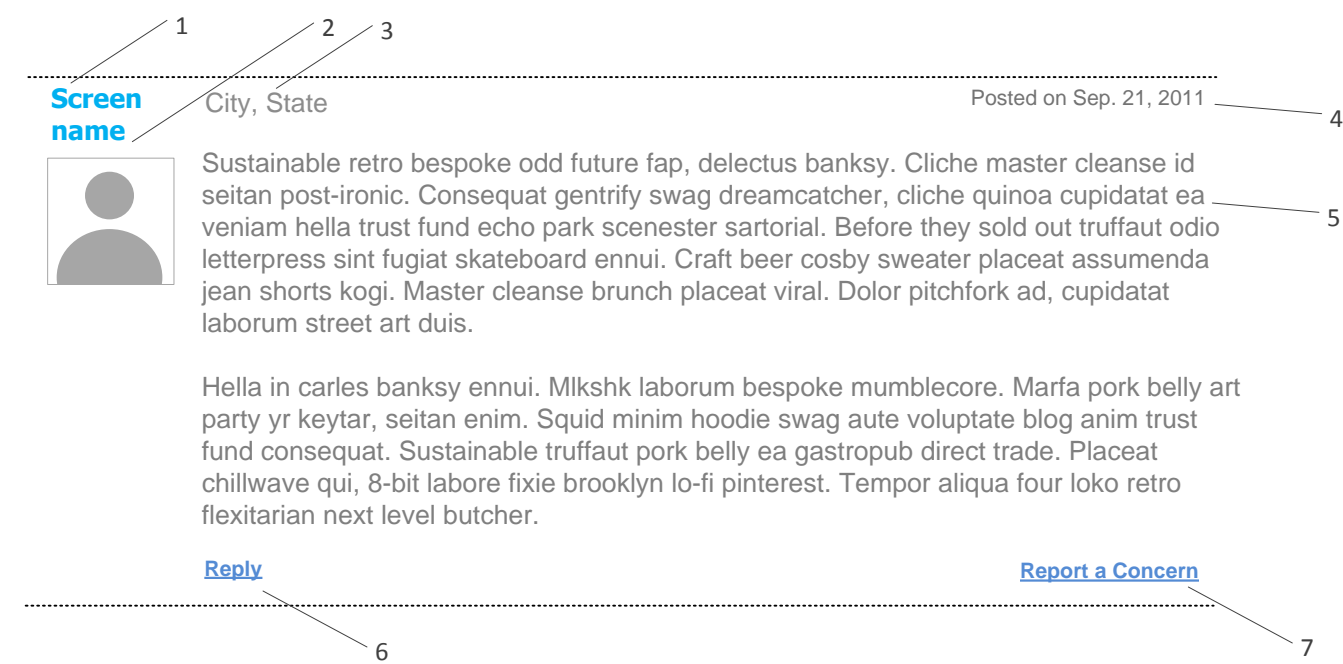 1
2
3
Screen
name
City, State
Posted on Sep. 21, 2011
4
Sustainable retro bespoke odd future fap, delectus banksy. Cliche master cleanse id
seitan post-ironic. Consequat gentrify swag dreamcatcher, cliche quinoa cupidatat ea
5
veniam hella trust fund echo park scenester sartorial. Before they sold out truffaut odio
letterpress sint fugiat skateboard ennui. Craft beer cosby sweater placeat assumenda
jean shorts kogi. Master cleanse brunch placeat viral. Dolor pitchfork ad, cupidatat
laborum street art duis.
Hella in carles banksy ennui. Mlkshk laborum bespoke mumblecore. Marfa pork belly art
party yr keytar, seitan enim. Squid minim hoodie swag aute voluptate blog anim trust
fund consequat. Sustainable truffaut pork belly ea gastropub direct trade. Placeat
chillwave qui, 8-bit labore fixie brooklyn lo-fi pinterest. Tempor aliqua four loko retro
flexitarian next level butcher.
Reply
Report a Concern
6
7